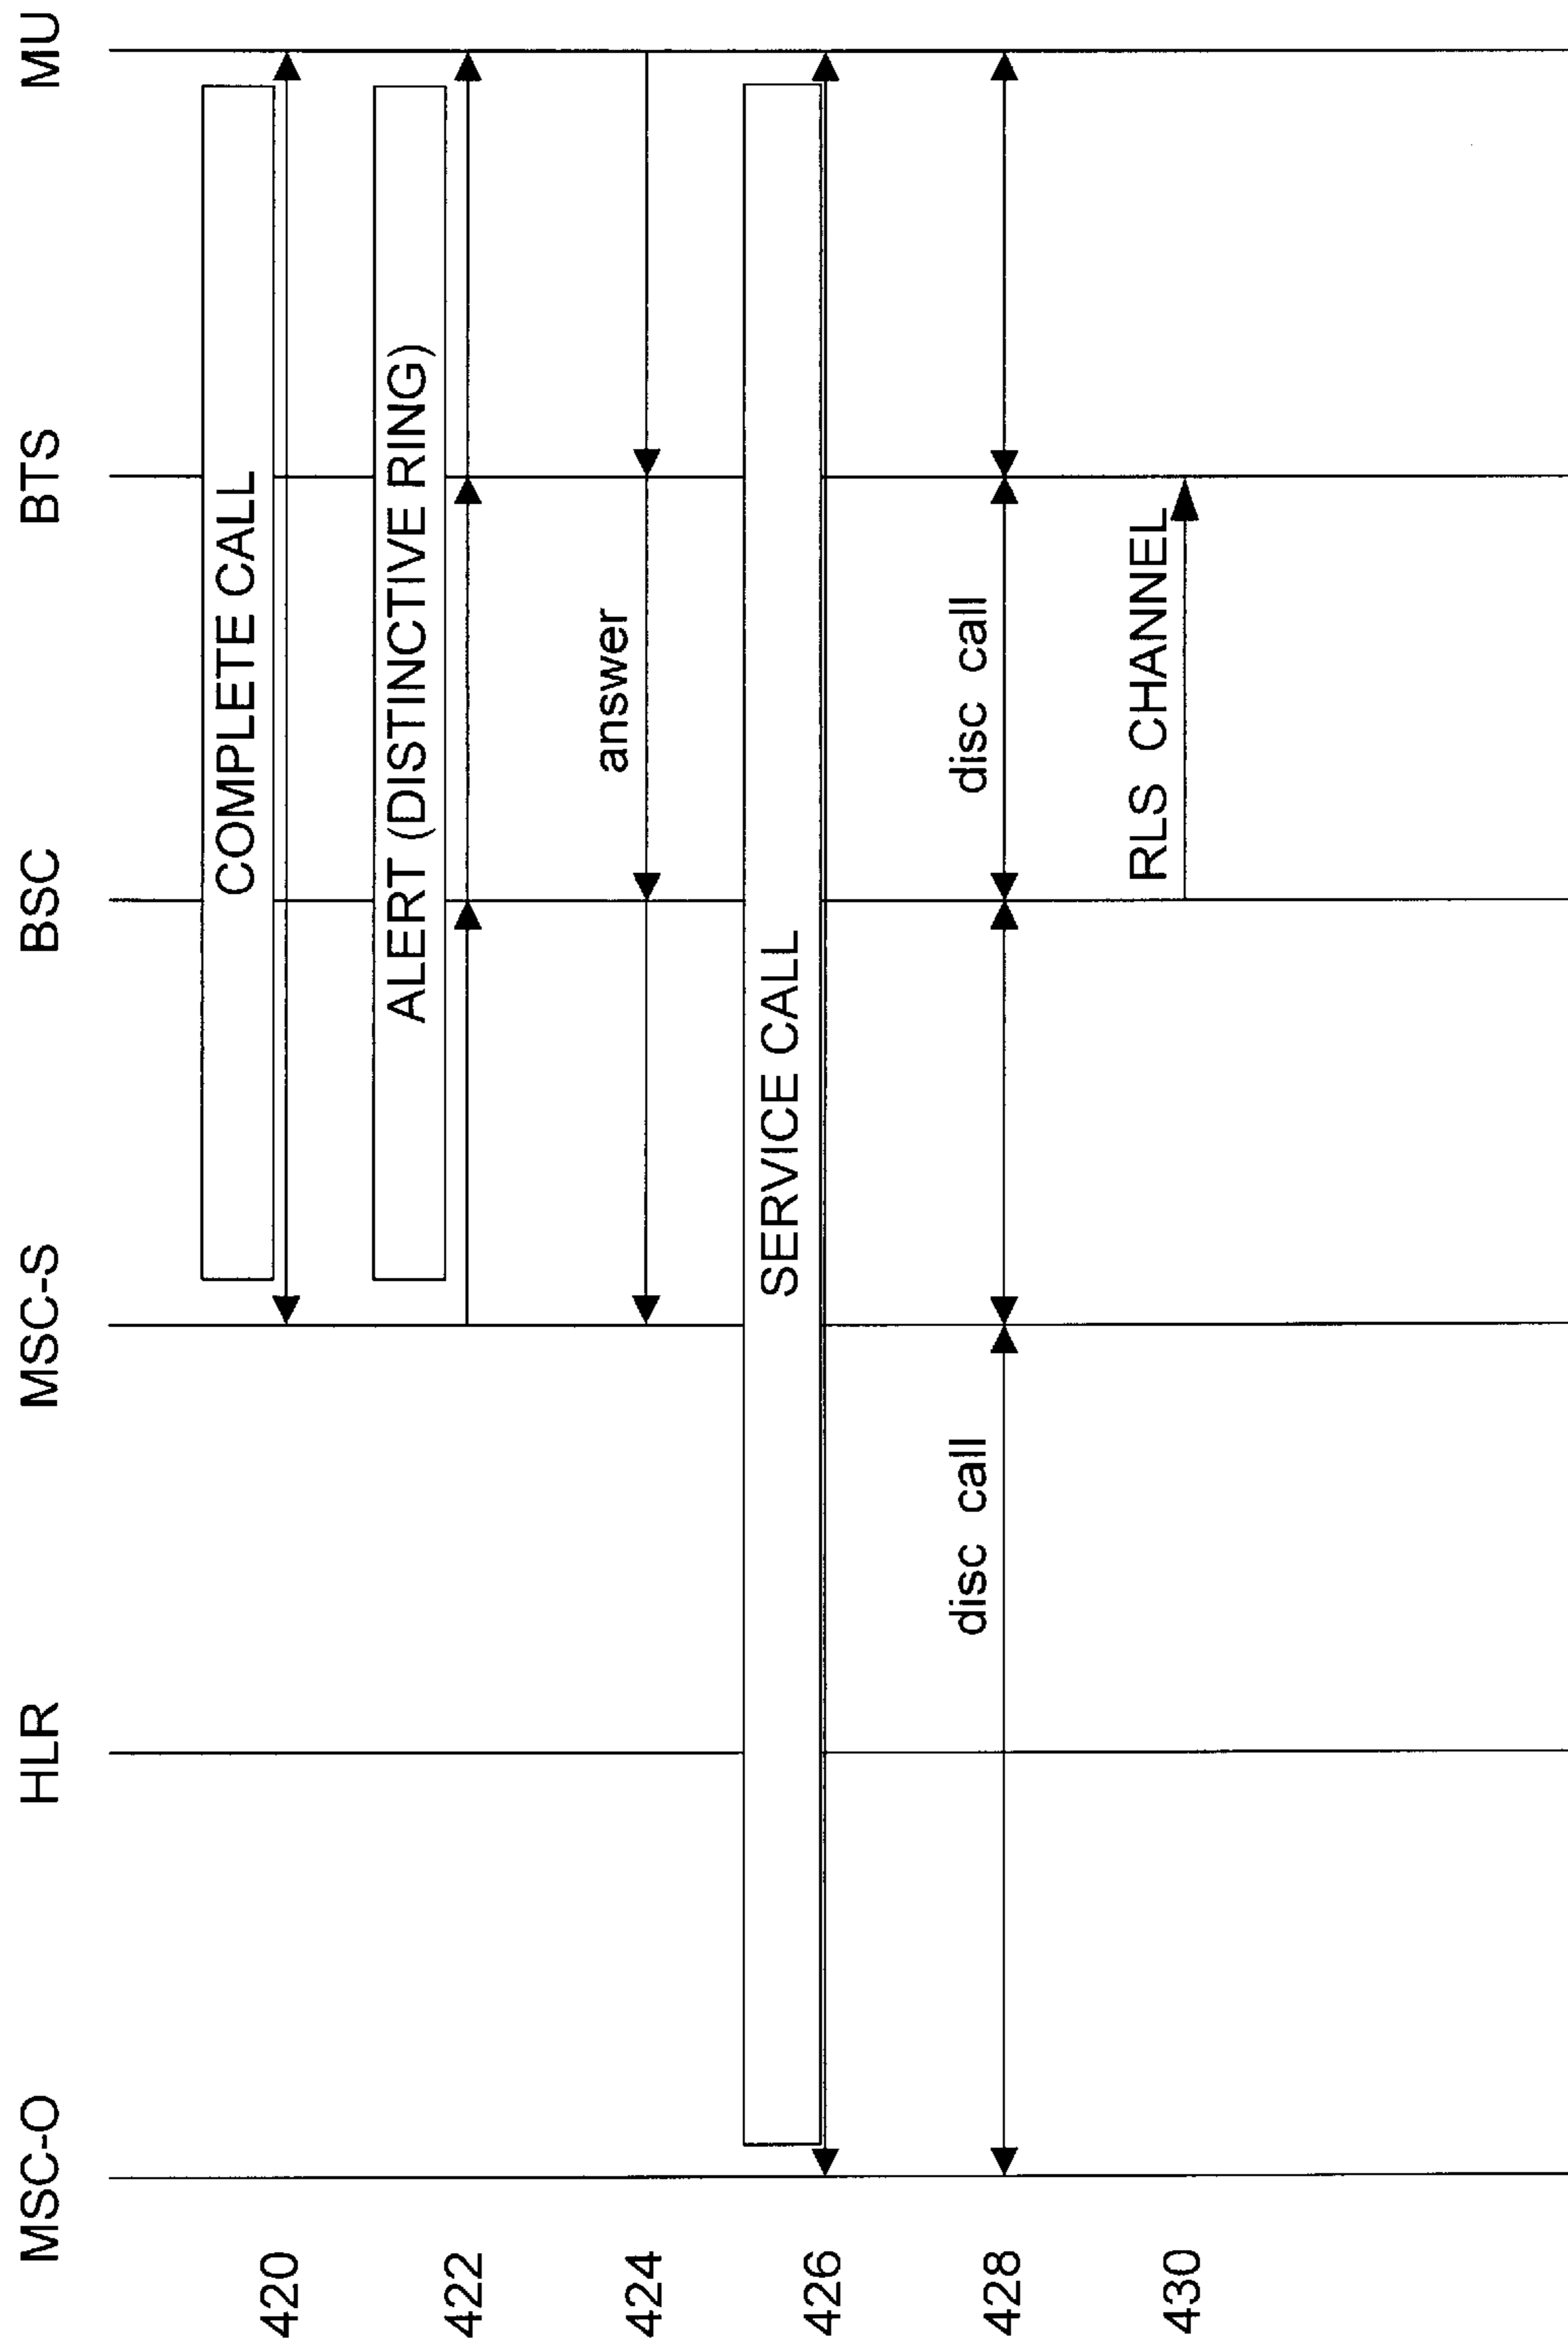 MSC-O HLR MSC-S BSC BTS MU
420 COMPLETE CALL
422 ALERT (DISTINCTIVE RING)
424 answer
426 SERVICE CALL
428 disc call disc call
430 RLS CHANNEL